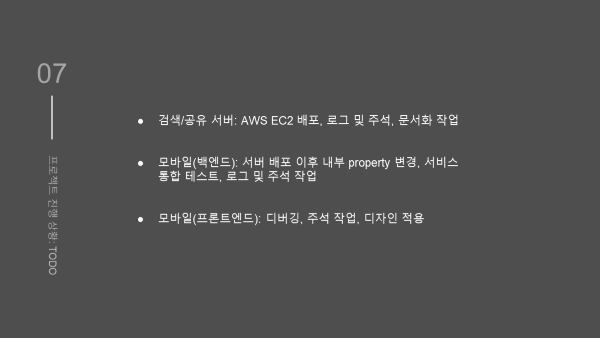 07
프로젝트 진행 상황: TODO
● 검색/공유 서버: AWS EC2 배포, 로그 및 주석, 문서화 작업
● 모바일(백엔드): 서버 배포 이후 내부 property 변경, 서비스
통합 테스트, 로그 및 주석 작업
● 모바일(프론트엔드): 디버깅, 주석 작업, 디자인 적용